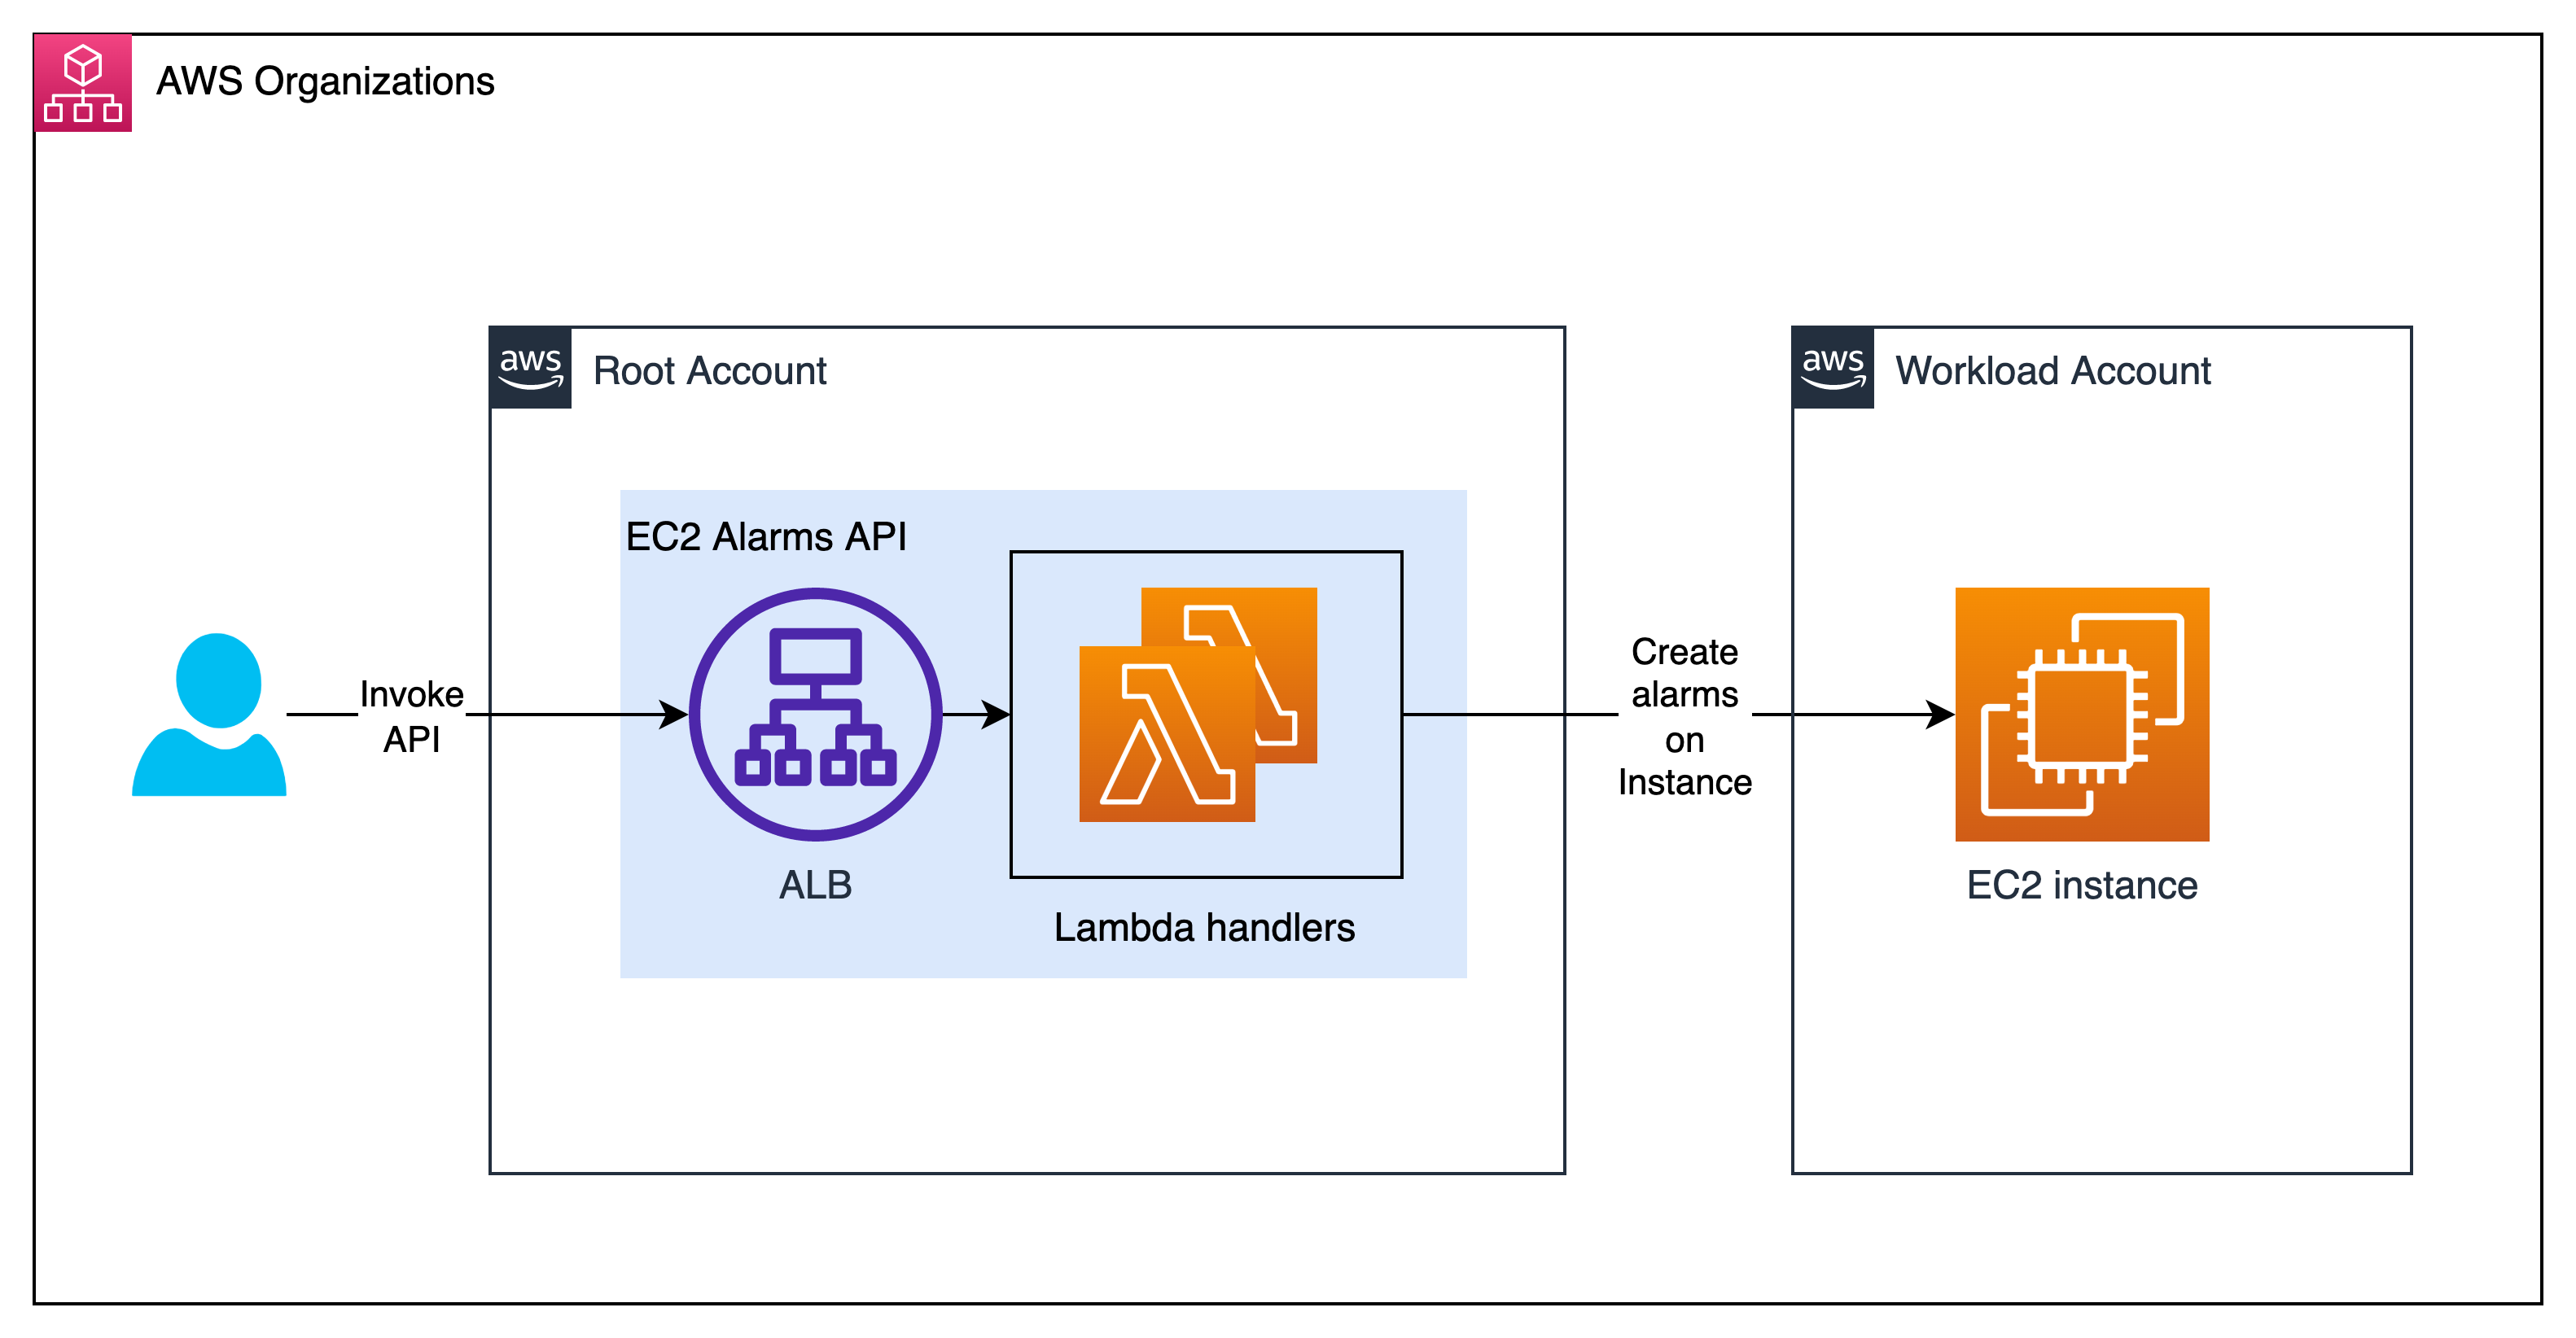 AWS Organizations
aws
Root Account
aws
Workload Account
EC2 Alarms API
Invoke
API
Create
alarms
on
Instance
ALB
Lambda handlers
EC2 instance